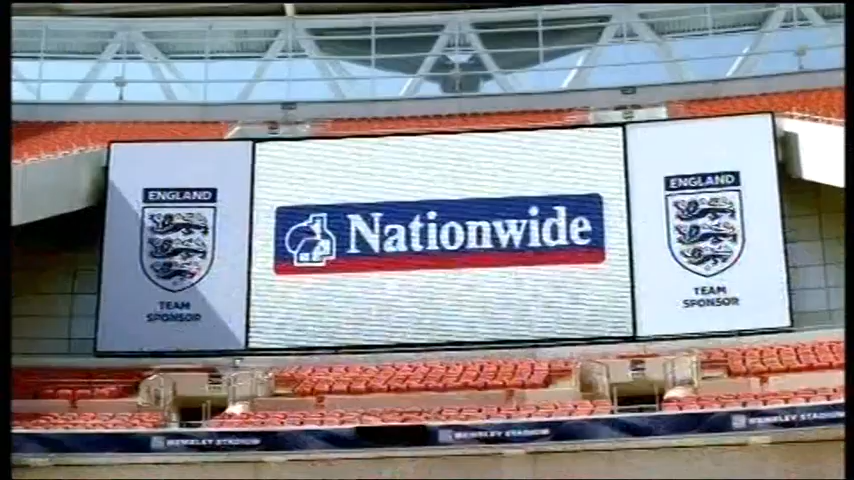 ENGLAND
TEAM
SPONSOR
Nationwide
ENGLAND
TEAM
SPONSOR
WEMBLEY STADIUM
WEMBLEY STADIUM
WEMBLEY STADIUM